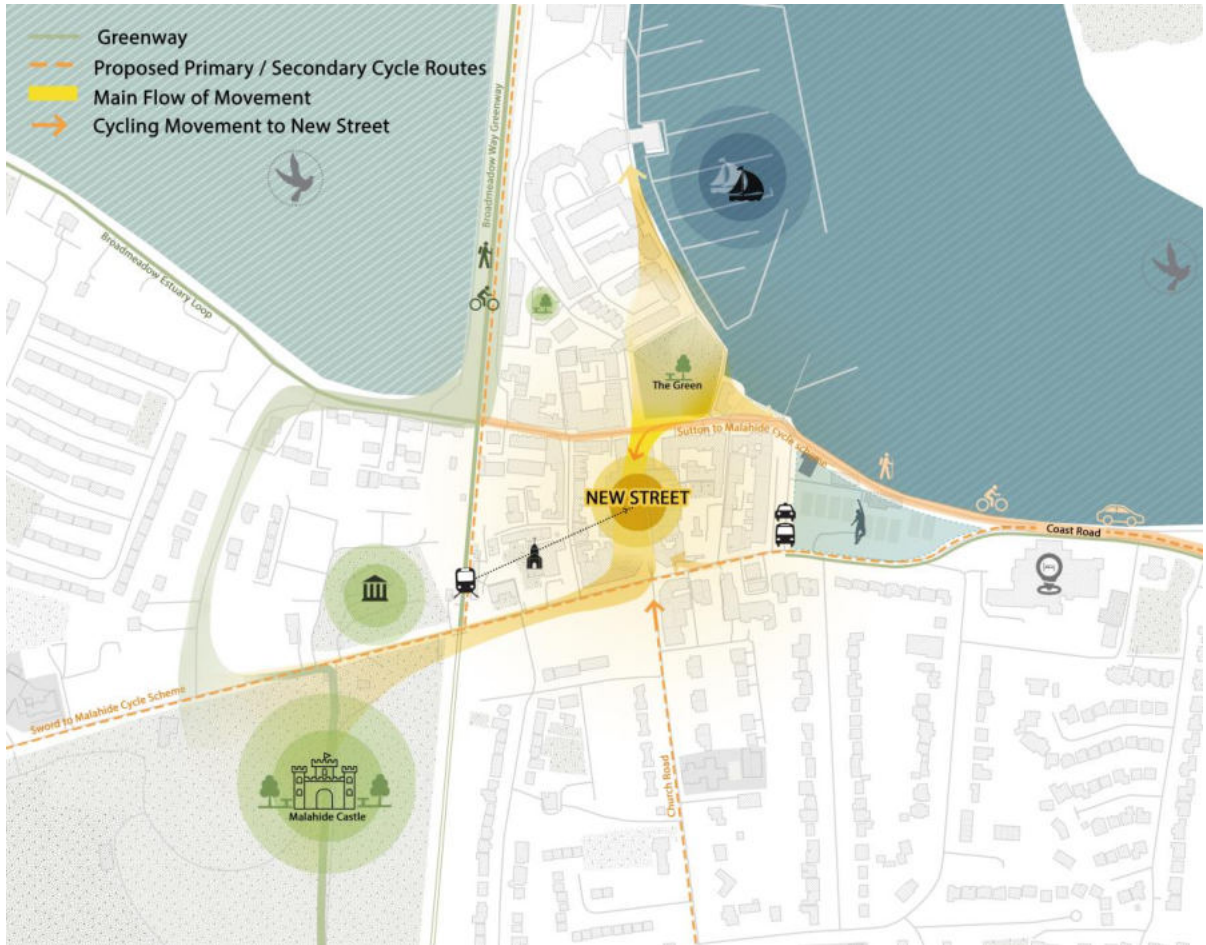 Greenway
Proposed Primary / Secondary Cycle Routes
Main Flow of Movement
Cycling Movement to New Street
Broadmeadow Way Greenway
Broadmeadow Estuary Loop
The Green
Sutton to Malahide Cycle scheme
NEW STREET
Coast Road
Sword to Malahide Cycle Scheme
Church Road
Malahide Castle